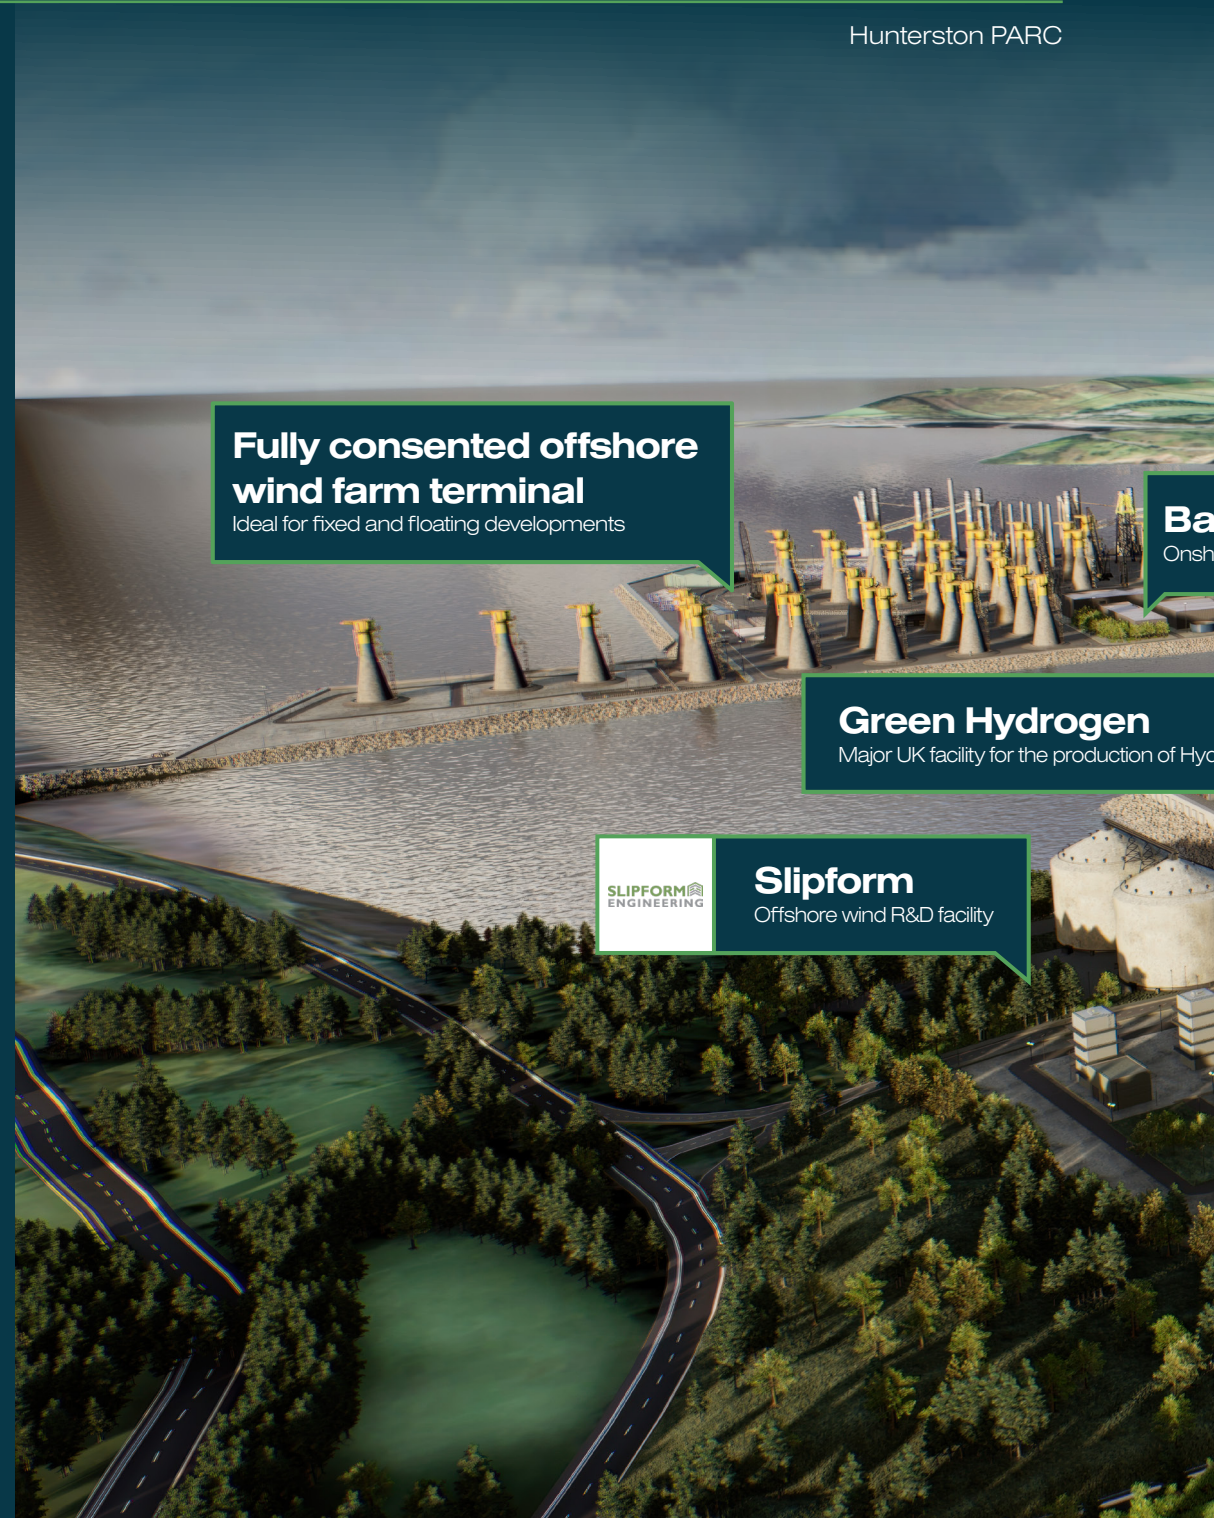 Hunterston PARC
Fully consented offshore
wind farm terminal
Ideal for fixed and floating developments
Green Hydrogen
Major UK facility for the production of
SLIPFORM
ENGINEERING
Slipform
Offshore wind R&D facility